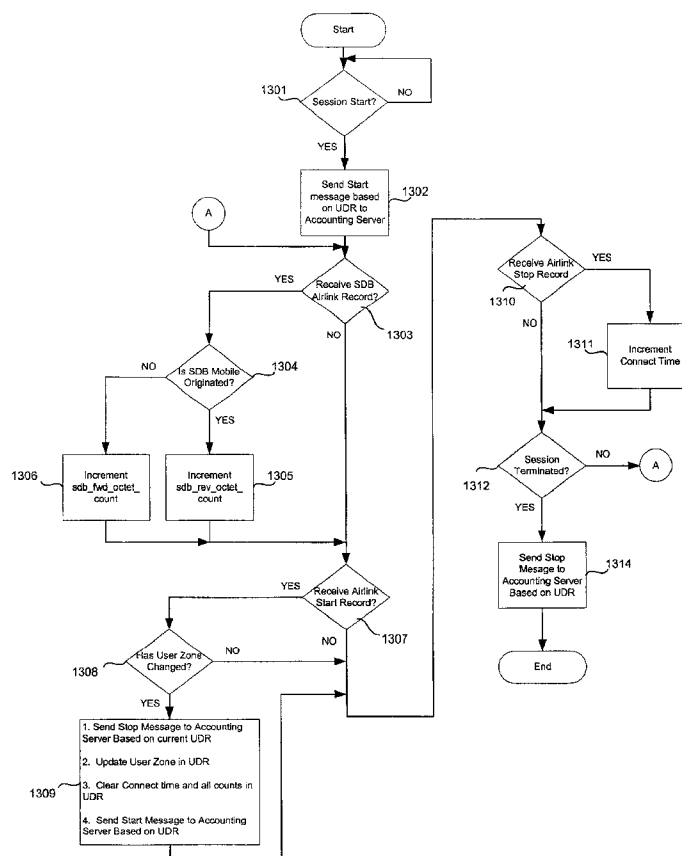 Start
1301
Session Start?
NO
YES
Send Start
message based
on UDR to
Accounting Server
1302
A
YES
Receive SDB
Airlink Record?
1303
NO
NO
Is SDB Mobile
Originated?
1304
YES
1306
Increment
sdb_fwd_octet_
count
Increment
sdb_rev_octet_
count
1305
YES
Receive Airlink
Start Record?
1307
NO
1308
Has User Zone
Changed?
NO
YES
1309
1. Send Stop Message to Accounting
Server Based on current UDR
2. Update User Zone in UDR
3. Clear Connect time and all counts in
UDR
4. Send Start Message to Accounting
Server Based on UDR
Receive Airlink
Stop Record
1310
YES
NO
1311
Increment
Connect Time
Session
Terminated?
1312
NO
A
YES
Send Stop
Mesage to
Accounting Server
Based on UDR
1314
End